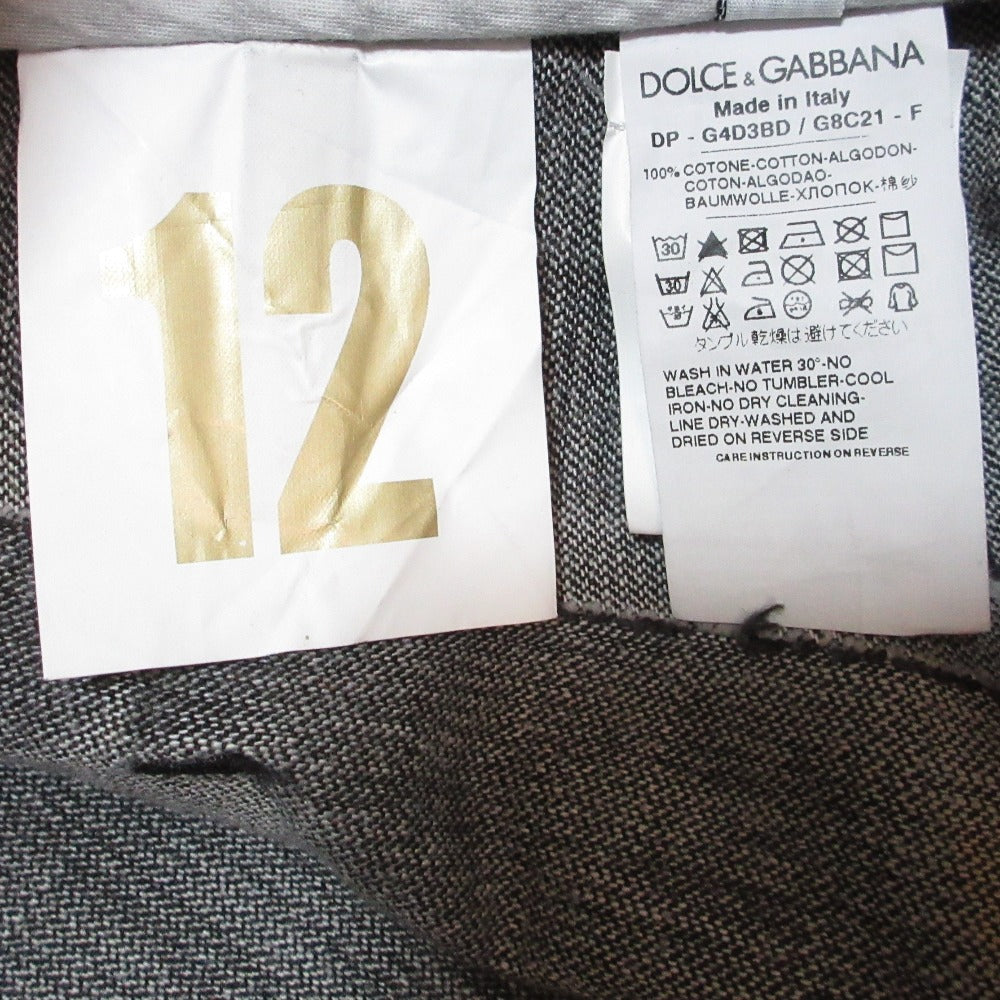 12
DOLCE & GABBANA
Made in Italy
DP - G4D3BD / G8C21 - F
100% COTONE-COTTON-ALGODON-
COTON-ALGODAO-
BAUMWOLLE-ХЛОПОК-棉纱
30
30
タンブル乾燥は避けてください
WASH IN WATER 30°-NO
BLEACH-NO TUMBLER-COOL
IRON-NO DRY CLEANING-
LINE DRY-WASHED AND
DRIED ON REVERSE SIDE
CARE INSTRUCTION ON REVERSE